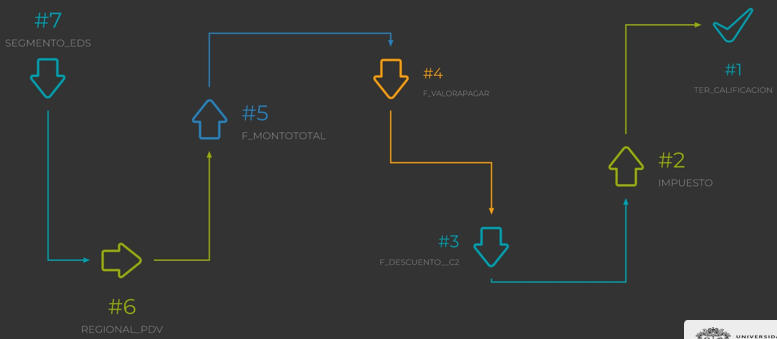 #7
SEGMENTO_EDS
#6
REGIONAL_PDV
#5
F_MONTOTOTAL
#4
F_VALORAPAGAR
#3
F_DESCUENTO__C2
#2
IMPUESTO
#1
TER_CALIFICACION
UNIVERSIDA